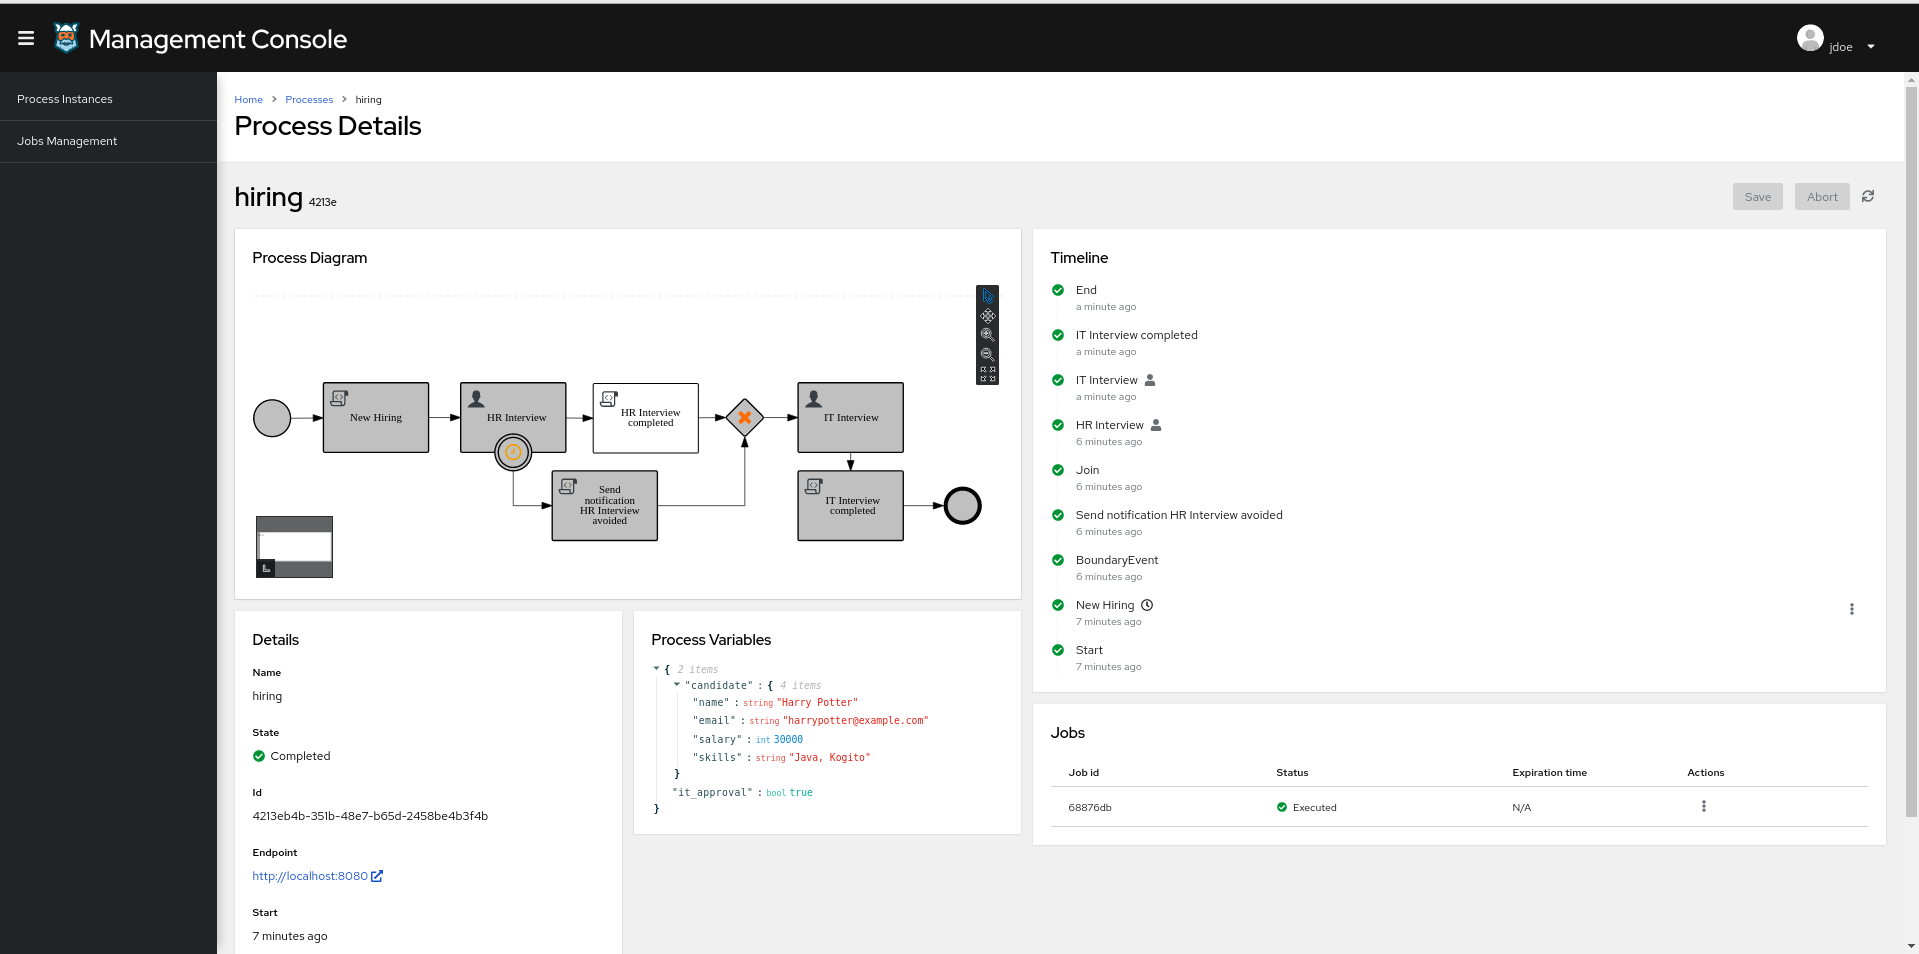 Management Console
jdoe
Process Instances
Jobs Management
Home > Processes > hiring
Process Details
hiring 4213e
Save
Abort
Process Diagram
New Hiring
HR Interview
HR Interview
completed
IT Interview
Send
notification
HR Interview
avoided
IT Interview
completed
Timeline
End
a minute ago
IT Interview completed
a minute ago
IT Interview
a minute ago
HR Interview
6 minutes ago
Join
6 minutes ago
Send notification HR Interview avoided
6 minutes ago
BoundaryEvent
6 minutes ago
New Hiring
7 minutes ago
Start
7 minutes ago
Details
Name
hiring
State
Completed
Id
4213eb4b-351b-48e7-b65d-2458be4b3f4b
Endpoint
http://localhost:8080
Start
7 minutes ago
Process Variables
{ 2 items
"candidate" : { 4 items
"name" : string "Harry Potter"
"email" : string "harrypotter@example.com"
"salary" : int 30000
"skills" : string "Java, Kogito"
}
"it_approval" : bool true
}
Jobs
Job id Status Expiration time Actions
68876db Executed N/A